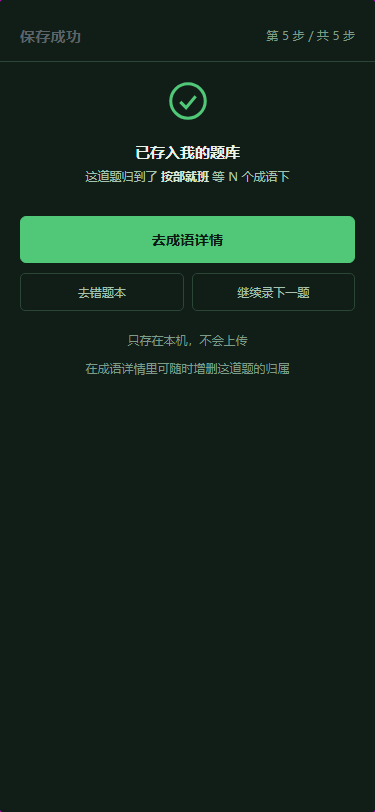 保存成功
第 5 步 / 共 5 步
已存入我的题库
这道题归到了 按部就班 等 N 个成语下
去成语详情
去错题本
继续录下一题
只存在本机，不会上传
在成语详情里可随时增删这道题的归属